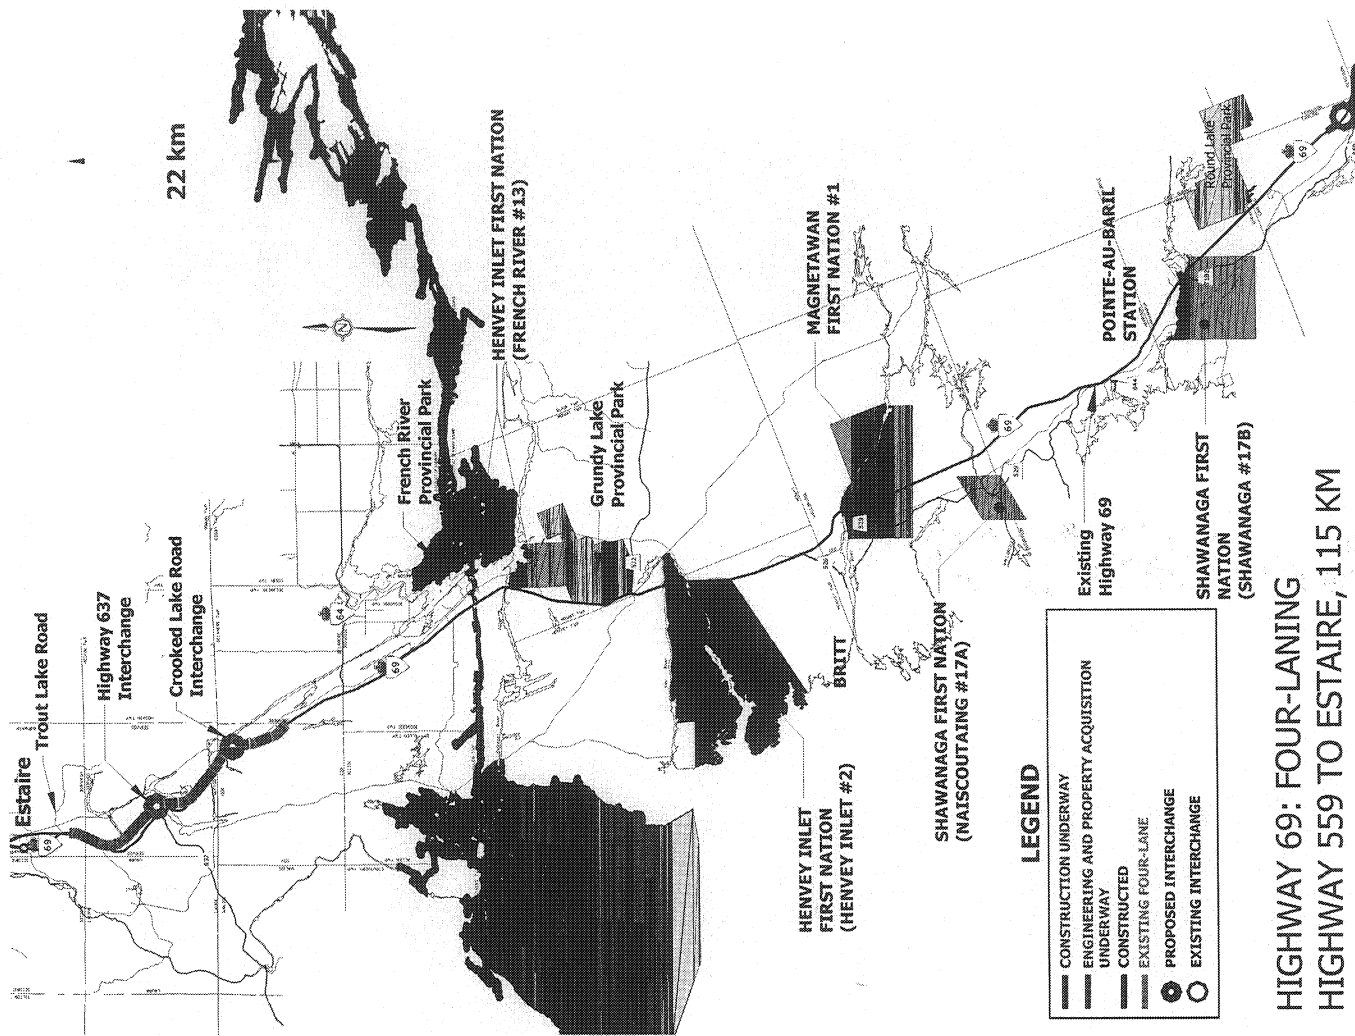 22 km
Estaire
Trout Lake Road
Highway 637
Interchange
Crooked Lake Road
Interchange
French River
Provincial Park
HENVEY INLET FIRST NATION
(FRENCH RIVER #13)
Grundy Lake
Provincial Park
MAGNETAWAN
FIRST NATION #1
POINTE-AU-BARIL
STATION
Round Lake
Provincial Park
N
69
64
69
69
69
637
529
BRITT
Existing
Highway 69
SHAWANAGA FIRST
NATION
(SHAWANAGA #17B)
SHAWANAGA FIRST NATION
(NAISCOUTAING #17A)
HENVEY INLET
FIRST NATION
(HENVEY INLET #2)
LEGEND
CONSTRUCTION UNDERWAY
ENGINEERING AND PROPERTY ACQUISITION
UNDERWAY
CONSTRUCTED
EXISTING FOUR-LANE
PROPOSED INTERCHANGE
EXISTING INTERCHANGE
HIGHWAY 69: FOUR-LANING
HIGHWAY 559 TO ESTAIRE, 115 KM